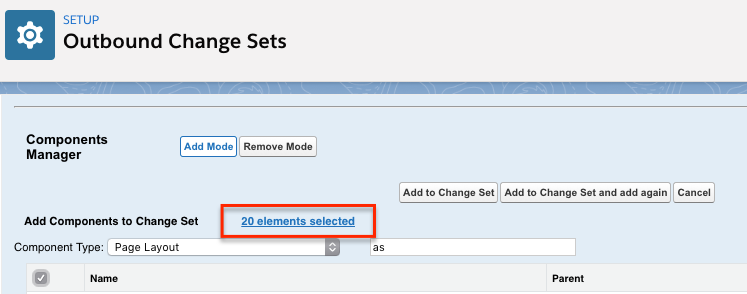 SETUP
Outbound Change Sets
Components Manager
Add Mode Remove Mode
Add to Change Set Add to Change Set and add again Cancel
Add Components to Change Set 20 elements selected
Component Type: Page Layout as
Name Parent